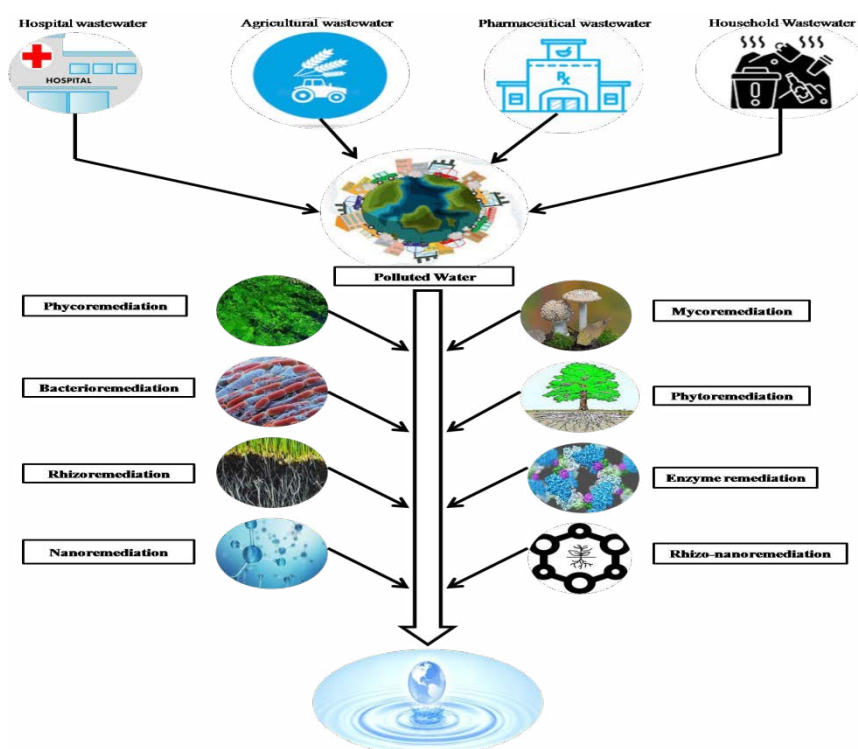 Hospital wastewater
Agricultural wastewater
Pharmaceutical wastewater
Household Wastewater
HOSPITAL
Rx
Polluted Water
Phycoremediation
Mycoremediation
Bacterioremediation
Phytoremediation
Rhizoremediation
Enzyme remediation
Nanoremediation
Rhizo-nanoremediation